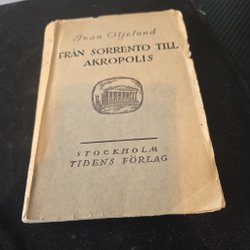 Ivan Oljelund
FRÅN SORRENTO TILL
AKROPOLIS
STOCKHOLM
TIDENS FÖRLAG